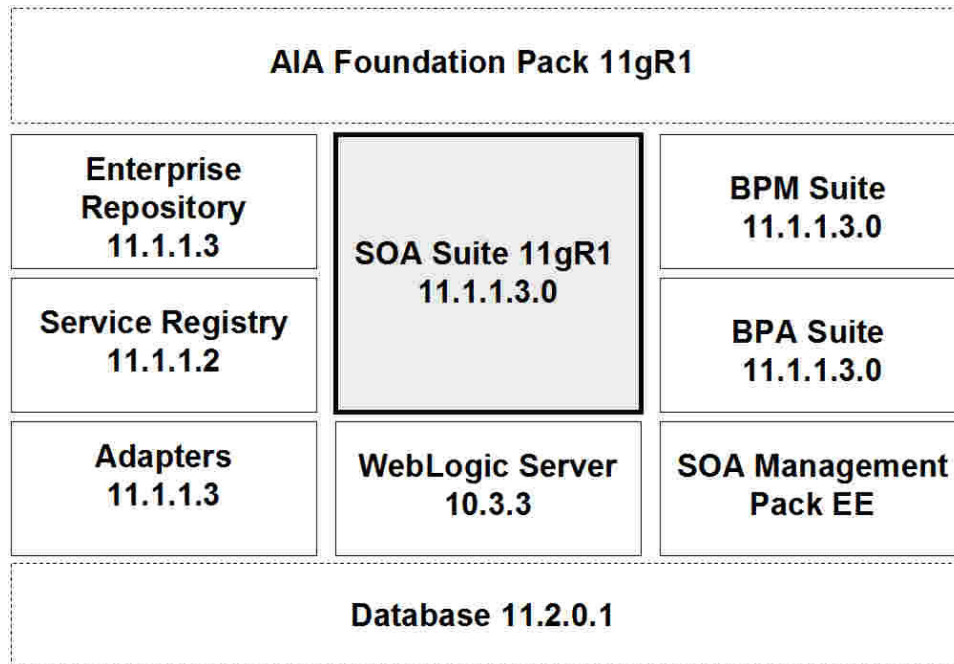 AIA Foundation Pack 11gR1
Enterprise
Repository
11.1.1.3
SOA Suite 11gR1
11.1.1.3.0
BPM Suite
11.1.1.3.0
Service Registry
11.1.1.2
BPA Suite
11.1.1.3.0
Adapters
11.1.1.3
WebLogic Server
10.3.3
SOA Management
Pack EE
Database 11.2.0.1